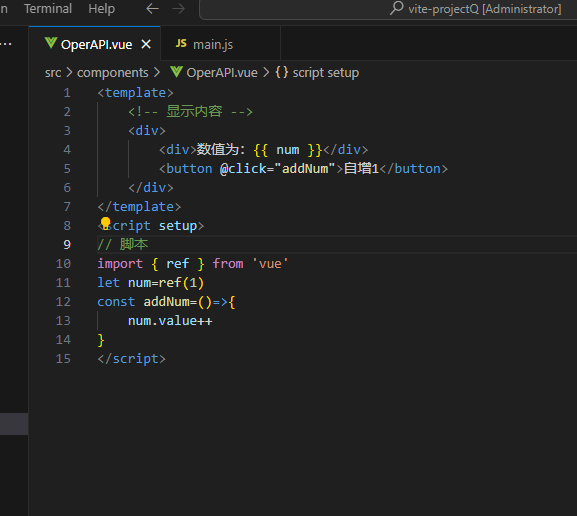 n Terminal Help ← → vite-projectQ [Administrator]
... OperAPI.vue × JS main.js
src > components > OperAPI.vue > {} script setup
1 <template>
2 <!-- 显示内容 -->
3 <div>
4 <div>数值为: {{ num }}</div>
5 <button @click="addNum">自增1</button>
6 </div>
7 </template>
8 <script setup>
9 // 脚本
10 import { ref } from 'vue'
11 let num=ref(1)
12 const addNum=()=>{
13 num.value++
14 }
15 </script>